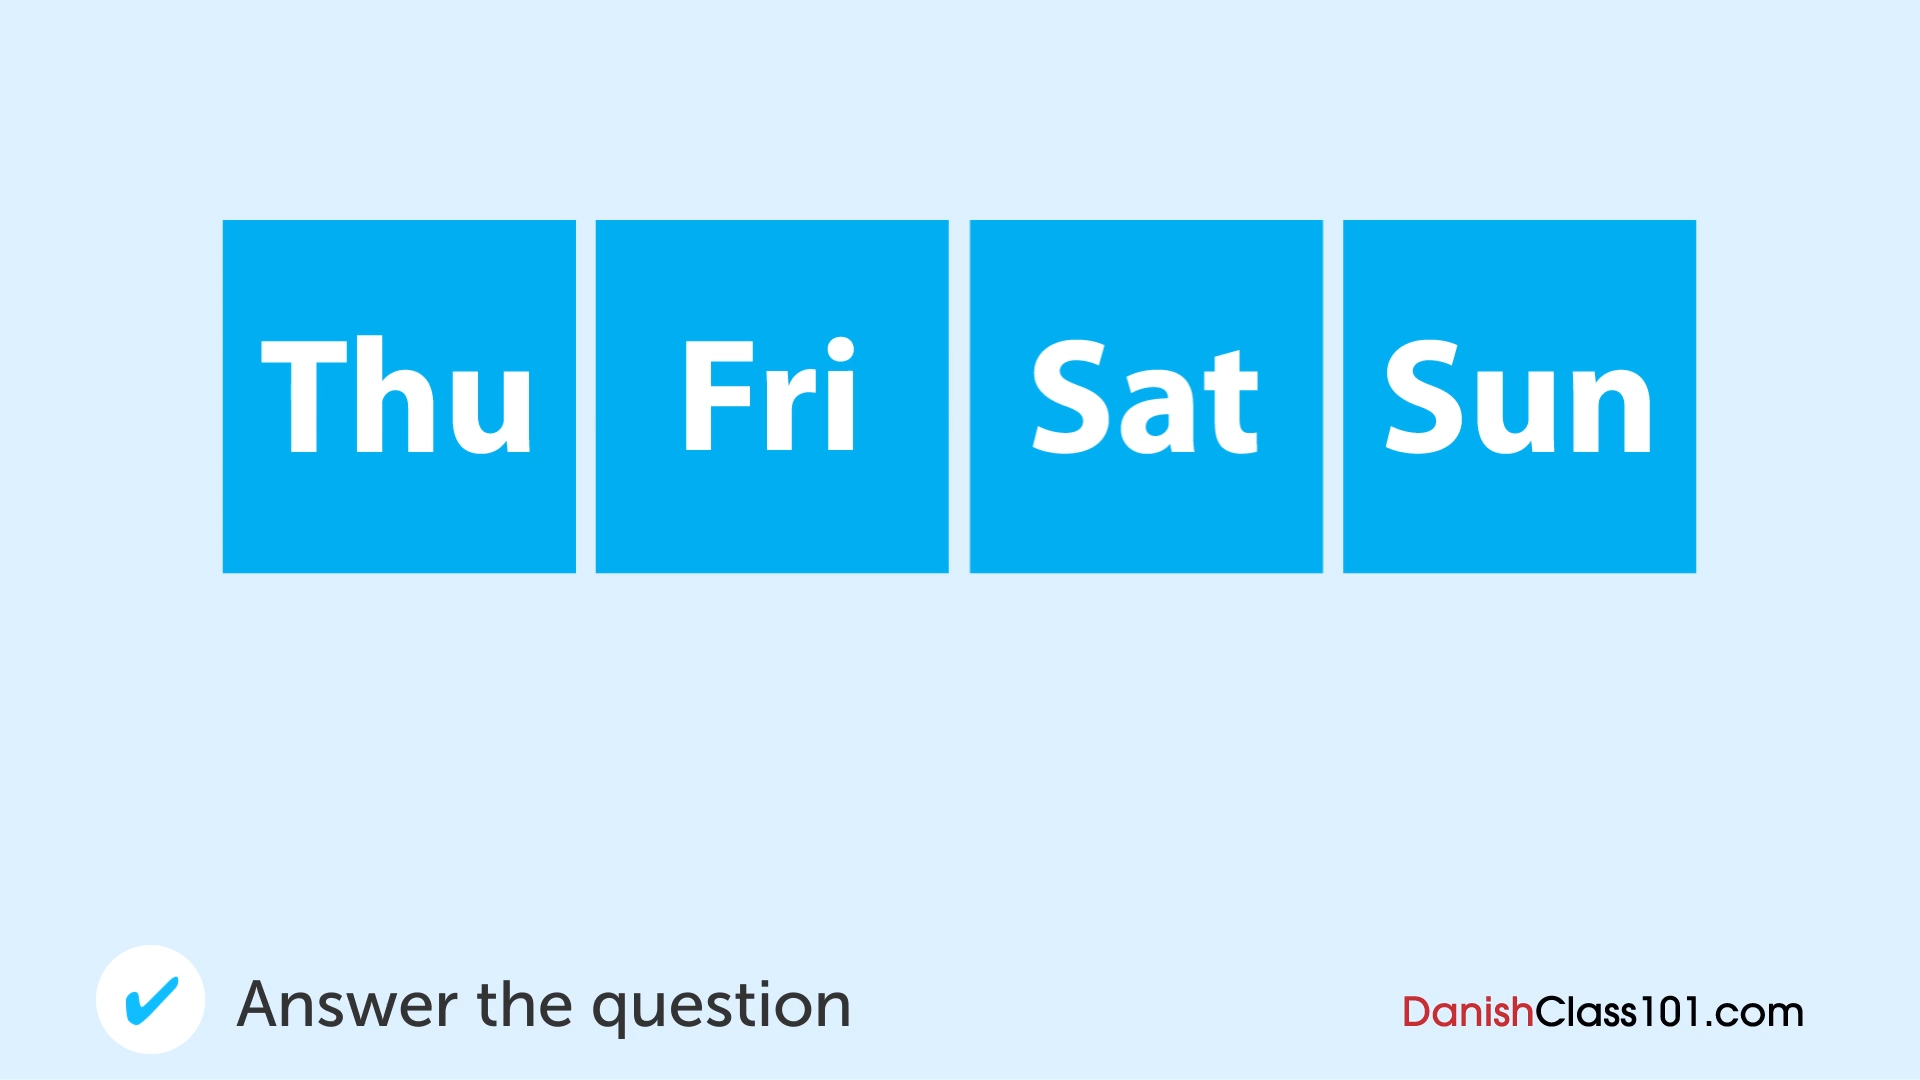 Thu Fri Sat Sun
Answer the question
DanishClass101.com